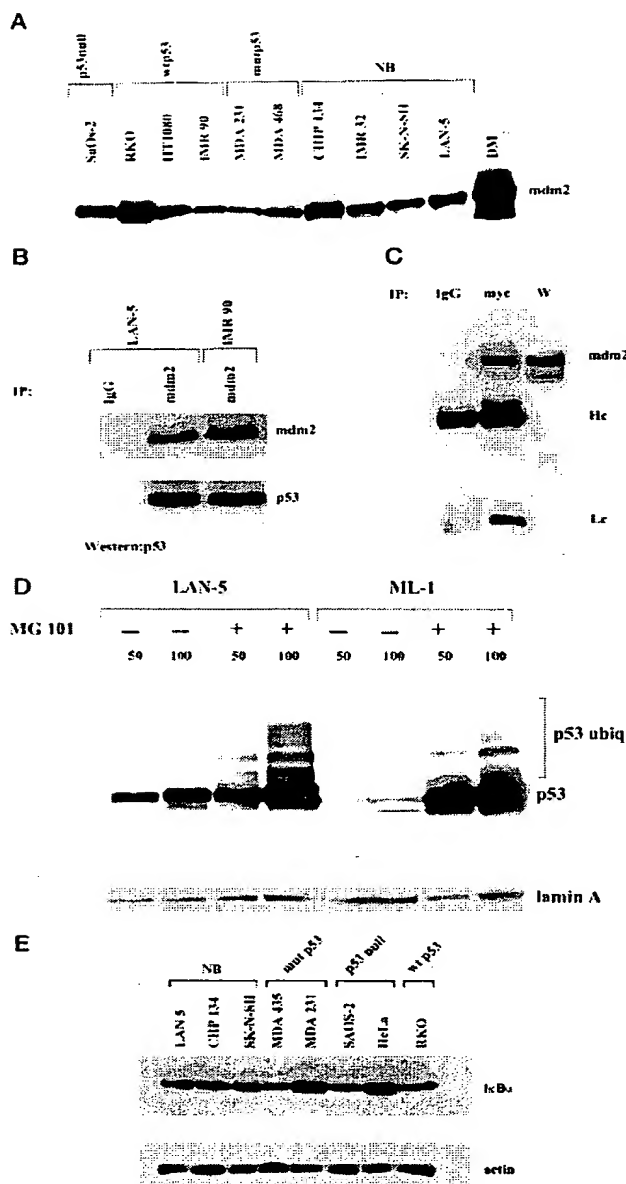 A
p53null
wtp53
mutp53
NB
SaOs-2
RKO
HT1080
IMR 90
MDA 231
MDA 468
CHP 134
IMR 32
SK-N-SH
LAN-5
DM
mdm2
B
LAN-5
IMR 90
IP:
IgG
mdm2
mdm2
mdm2
p53
Western:p53
C
IP:
IgG
myc
W
mdm2
Hc
Lc
D
LAN-5
ML-1
MG 101
— — + + — — + +
50 100 50 100 50 100 50 100
p53 ubiq
p53
lamin A
E
NB
mut p53
p53 null
wt p53
LAN 5
CHP 134
SK-N-SH
MDA 435
MDA 231
SAOS-2
HeLa
RKO
IκBα
actin